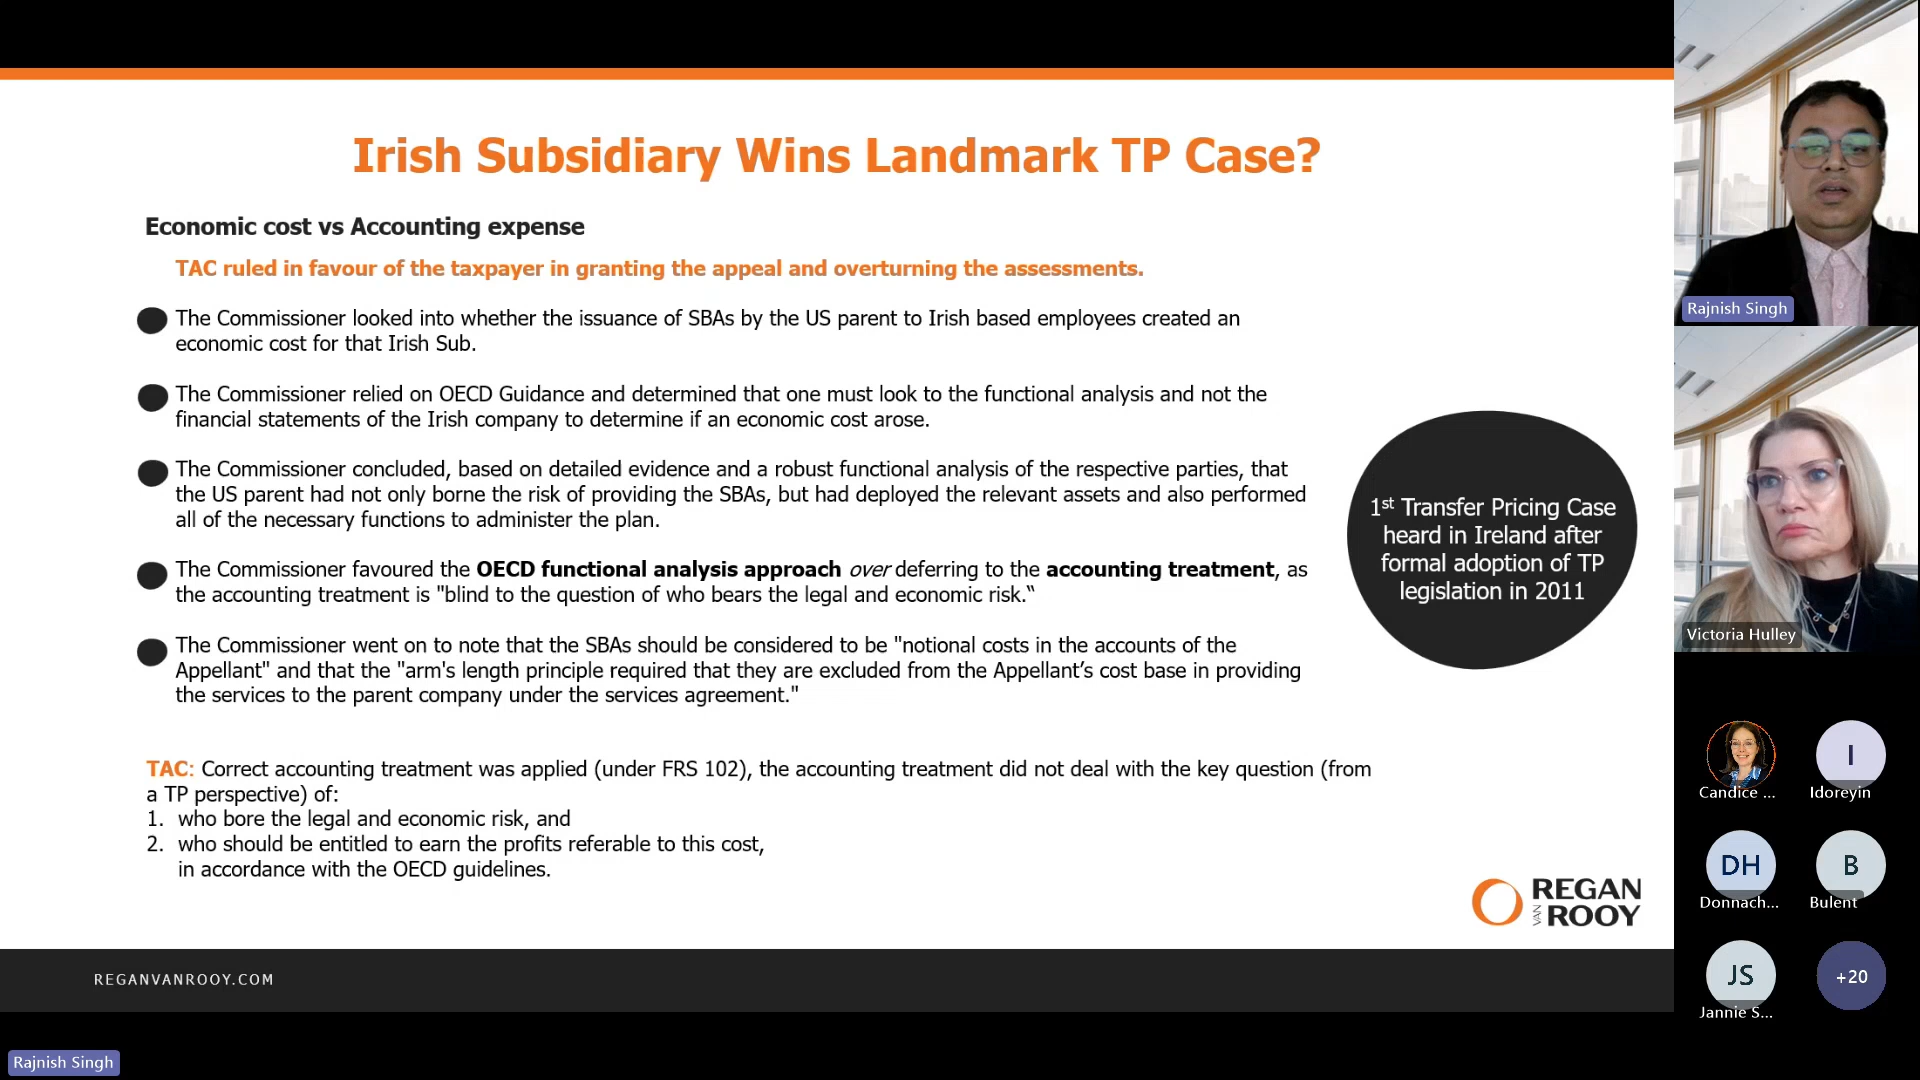 Irish Subsidiary Wins Landmark TP Case?
Economic cost vs Accounting expense
TAC ruled in favour of the taxpayer in granting the appeal and overturning the assessments.
The Commissioner looked into whether the issuance of SBAs by the US parent to Irish based employees created an
economic cost for that Irish Sub.
The Commissioner relied on OECD Guidance and determined that one must look to the functional analysis and not the
financial statements of the Irish company to determine if an economic cost arose.
The Commissioner concluded, based on detailed evidence and a robust functional analysis of the respective parties, that
the US parent had not only borne the risk of providing the SBAs, but had deployed the relevant assets and also performed
all of the necessary functions to administer the plan.
The Commissioner favoured the OECD functional analysis approach over deferring to the accounting treatment, as
the accounting treatment is "blind to the question of who bears the legal and economic risk.“
The Commissioner went on to note that the SBAs should be considered to be "notional costs in the accounts of the
Appellant" and that the "arm's length principle required that they are excluded from the Appellant’s cost base in providing
the services to the parent company under the services agreement."
1st Transfer Pricing Case
heard in Ireland after
formal adoption of TP
legislation in 2011
TAC: Correct accounting treatment was applied (under FRS 102), the accounting treatment did not deal with the key question (from
a TP perspective) of:
1. who bore the legal and economic risk, and
2. who should be entitled to earn the profits referable to this cost,
in accordance with the OECD guidelines.
REGAN
VAN ROOY
REGANVANROOY.COM
Rajnish Singh
Rajnish Singh
Victoria Hulley
Candice ...
I
Idoreyin
DH
Donnach...
B
Bulent
JS
Jannie S...
+20